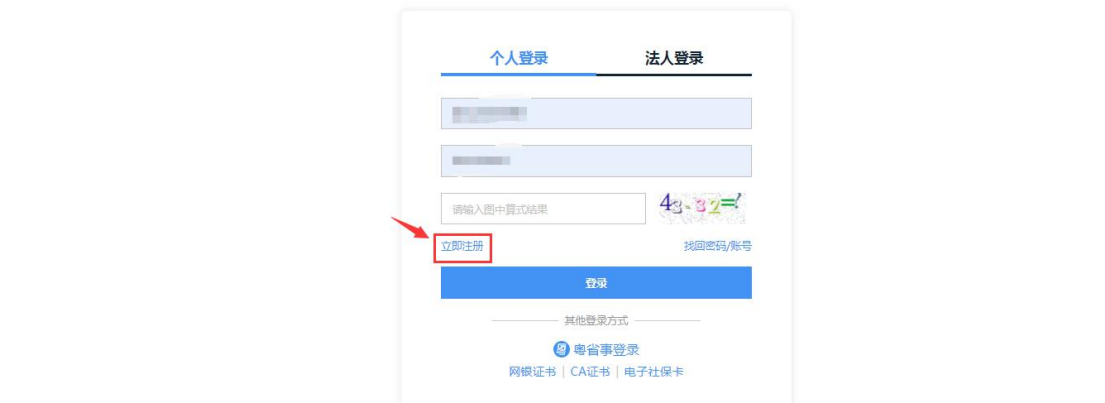 个人登录 法人登录
请输入图中算式结果 43-32=?
立即注册 找回密码/账号
登录
其他登录方式
粤省事登录
网银证书 | CA证书 | 电子社保卡